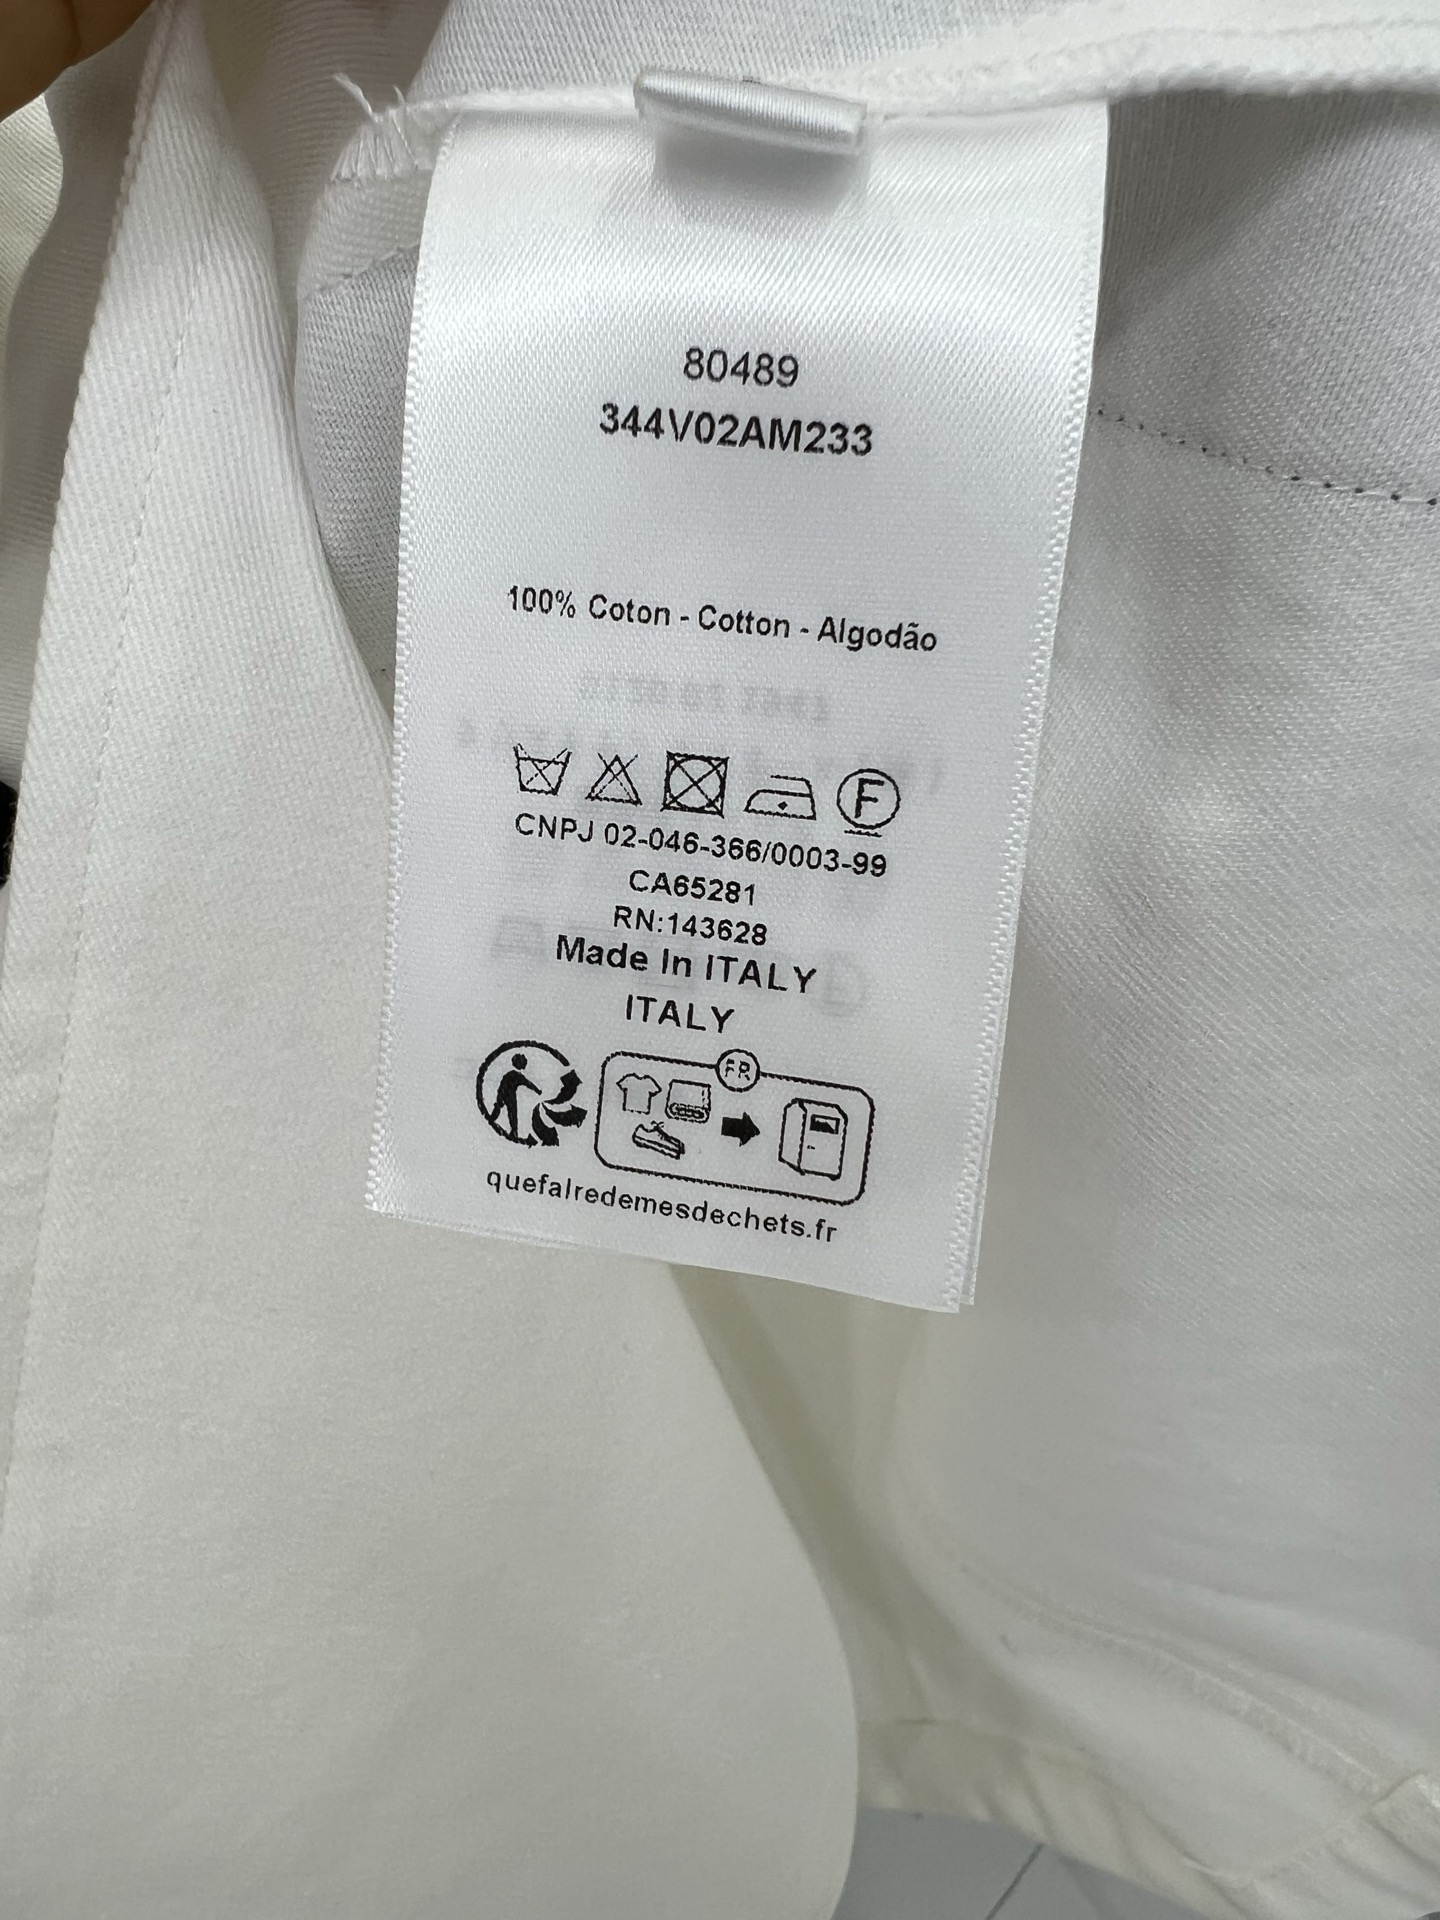 80489
344V02AM233
100% Coton - Cotton - Algodão
F
CNPJ 02-046-366/0003-99
CA65281
RN:143628
Made In ITALY
ITALY
FR
quefalredemesdechets.fr